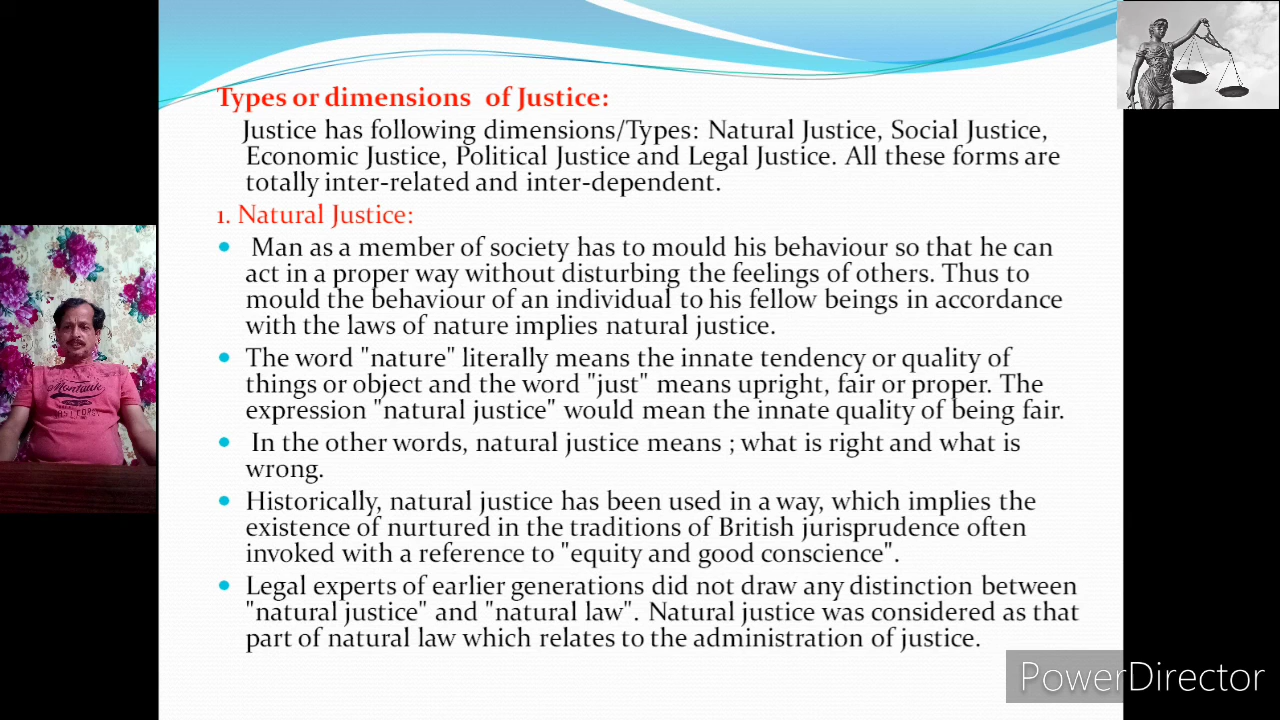 Types or dimensions of Justice:
Justice has following dimensions/Types: Natural Justice, Social Justice,
Economic Justice, Political Justice and Legal Justice. All these forms are
totally inter-related and inter-dependent.
1. Natural Justice:
• Man as a member of society has to mould his behaviour so that he can
act in a proper way without disturbing the feelings of others. Thus to
mould the behaviour of an individual to his fellow beings in accordance
with the laws of nature implies natural justice.
• The word "nature" literally means the innate tendency or quality of
things or object and the word "just" means upright, fair or proper. The
expression "natural justice" would mean the innate quality of being fair.
• In the other words, natural justice means ; what is right and what is
wrong.
• Historically, natural justice has been used in a way, which implies the
existence of nurtured in the traditions of British jurisprudence often
invoked with a reference to "equity and good conscience".
• Legal experts of earlier generations did not draw any distinction between
"natural justice" and "natural law". Natural justice was considered as that
part of natural law which relates to the administration of justice.
Montauk
PowerDirector